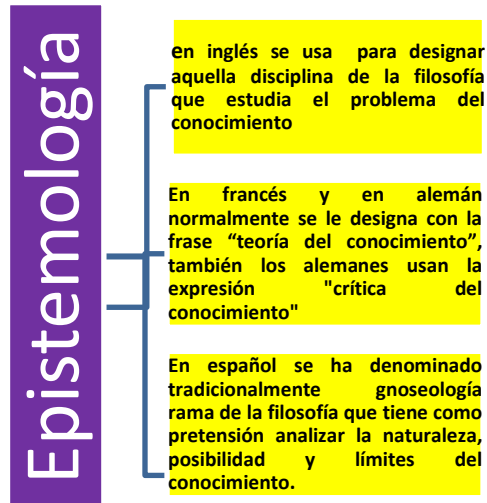 Epistemología
en inglés se usa para designar
aquella disciplina de la filosofía
que estudia el problema del
conocimiento
En francés y en alemán
normalmente se le designa con la
frase “teoría del conocimiento”,
también los alemanes usan la
expresión "crítica del
conocimiento"
En español se ha denominado
tradicionalmente gnoseología
rama de la filosofía que tiene como
pretensión analizar la naturaleza,
posibilidad y límites del
conocimiento.